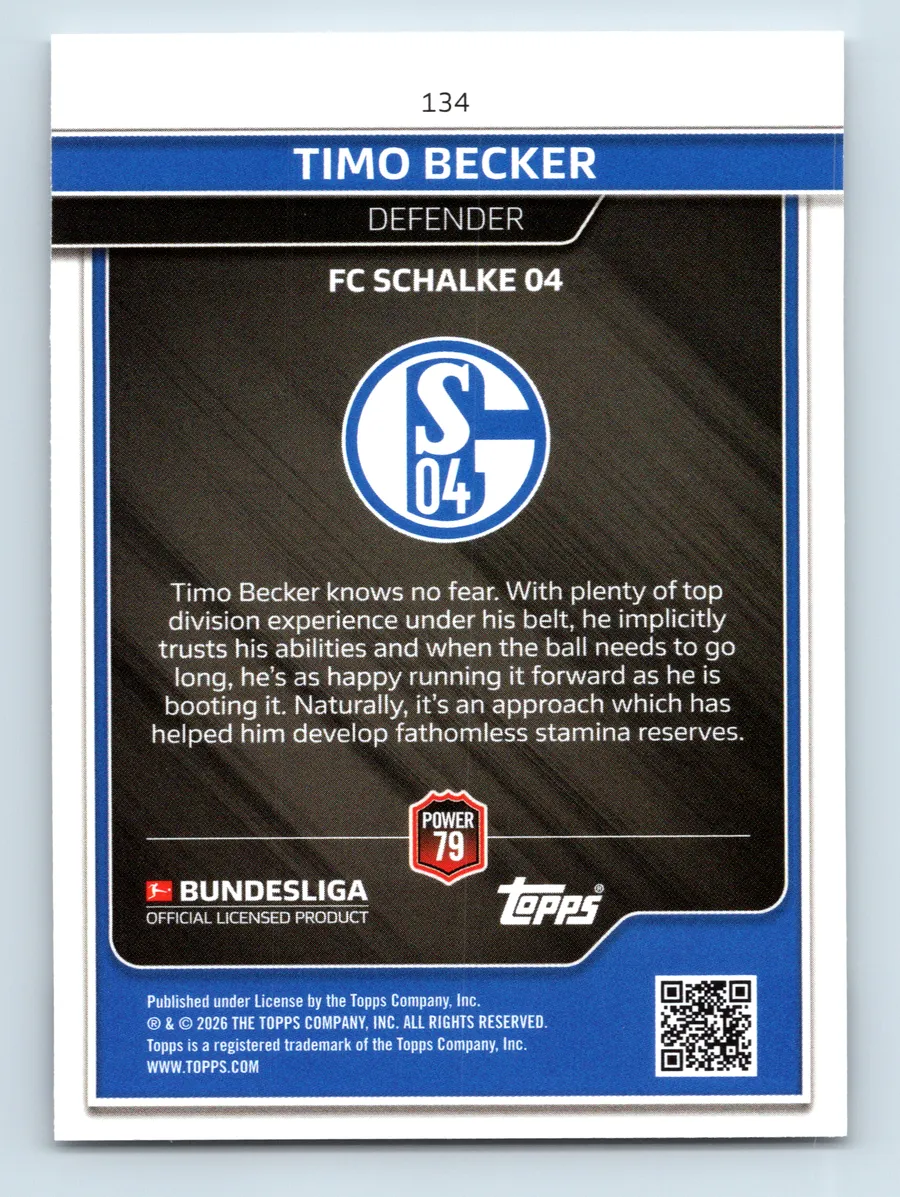 134
TIMO BECKER
DEFENDER
FC SCHALKE 04
S
04
Timo Becker knows no fear. With plenty of top
division experience under his belt, he implicitly
trusts his abilities and when the ball needs to go
long, he's as happy running it forward as he is
booting it. Naturally, it's an approach which has
helped him develop fathomless stamina reserves.
POWER
79
BUNDESLIGA
OFFICIAL LICENSED PRODUCT
Topps®
Published under License by the Topps Company, Inc.
® & © 2026 THE TOPPS COMPANY, INC. ALL RIGHTS RESERVED.
Topps is a registered trademark of the Topps Company, Inc.
WWW.TOPPS.COM